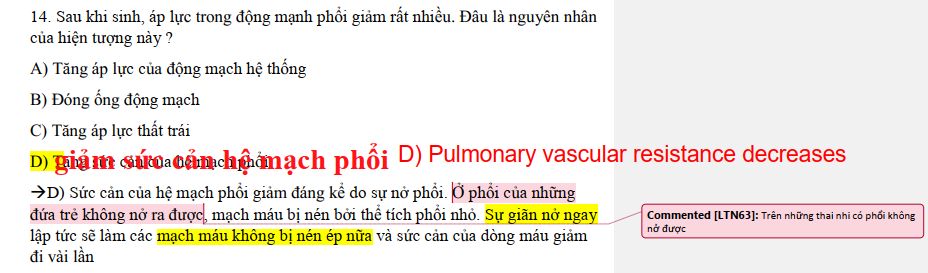 14. Sau khi sinh, áp lực trong động mạnh phổi giảm rất nhiều. Đâu là nguyên nhân
của hiện tượng này ?
A) Tăng áp lực của động mạch hệ thống
B) Đóng ống động mạch
C) Tăng áp lực thất trái
D) giảm sức cản hệ mạch phổi D) Pulmonary vascular resistance decreases
→D) Sức cản của hệ mạch phổi giảm đáng kể do sự nở phổi. Ở phổi của những
đứa trẻ không nở ra được, mạch máu bị nén bởi thể tích phổi nhỏ. Sự giãn nở ngay
lập tức sẽ làm các mạch máu không bị nén ép nữa và sức cản của dòng máu giảm
đi vài lần
Commented [LTN63]: Trên những thai nhi có phổi không
nở được